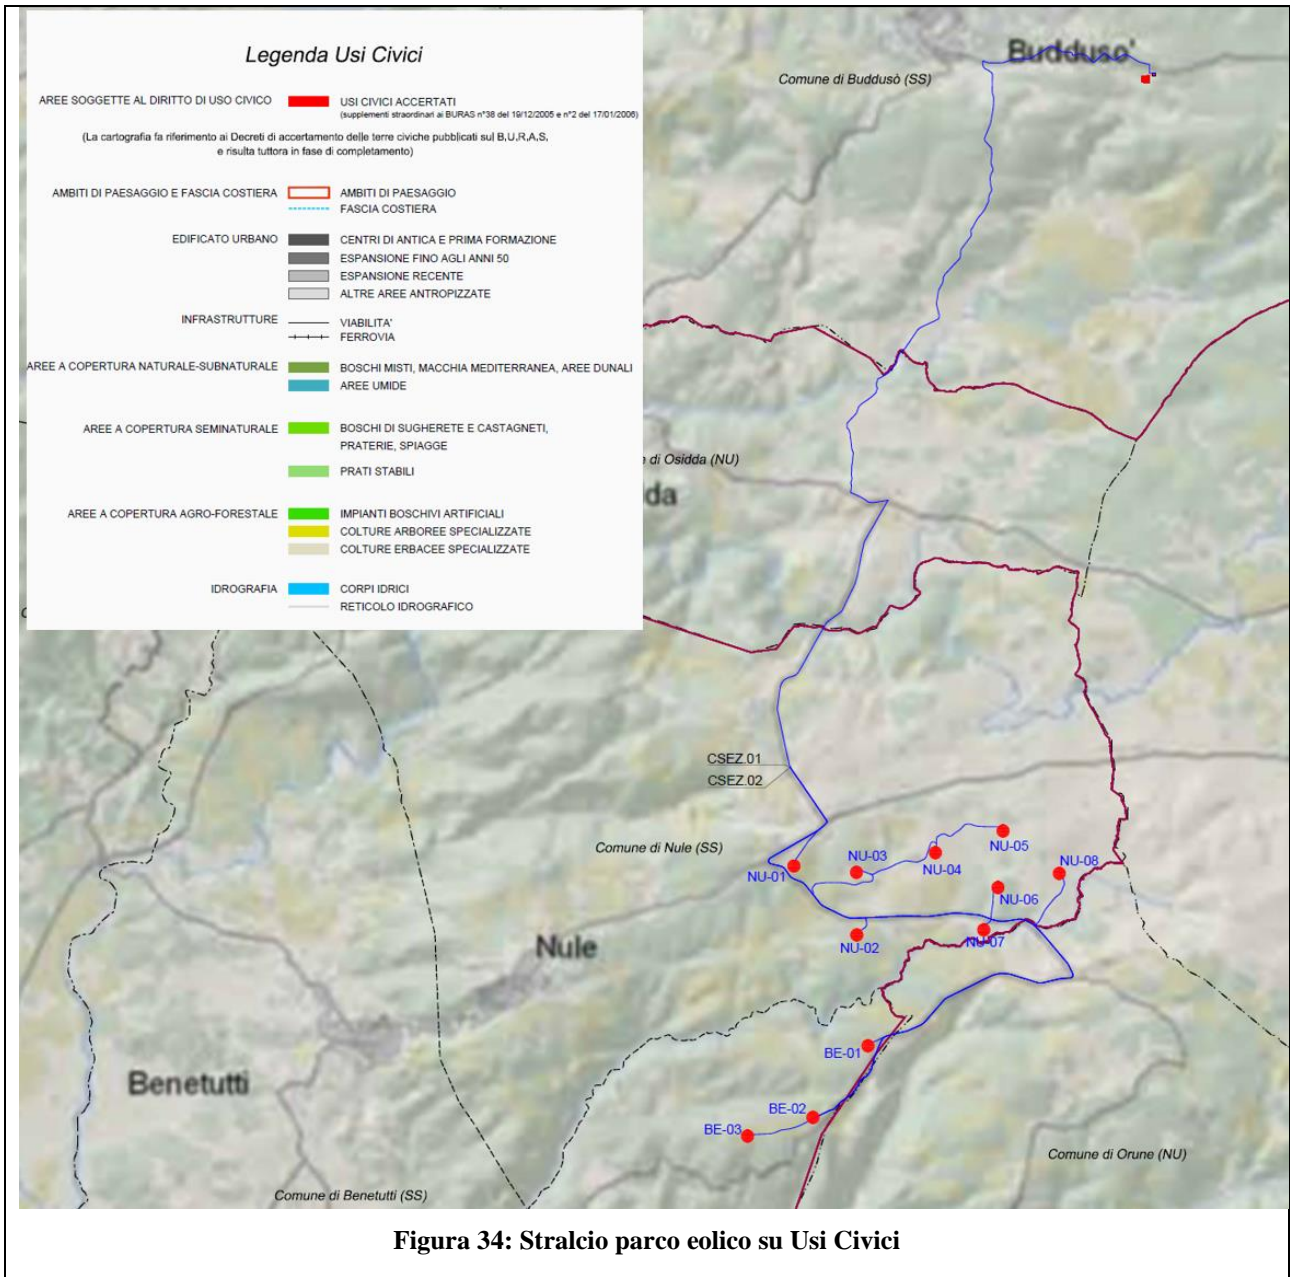 Legenda Usi Civici
AREE SOGGETTE AL DIRITTO DI USO CIVICO
USI CIVICI ACCERTATI
(supplementi straordinari ai BURAS n°38 del 19/12/2005 e n°2 del 17/01/2006)
(La cartografia fa riferimento ai Decreti di accertamento delle terre civiche pubblicati sul B.U.R.A.S,
e risulta tuttora in fase di completamento)
AMBITI DI PAESAGGIO E FASCIA COSTIERA
AMBITI DI PAESAGGIO
FASCIA COSTIERA
EDIFICATO URBANO
CENTRI DI ANTICA E PRIMA FORMAZIONE
ESPANSIONE FINO AGLI ANNI 50
ESPANSIONE RECENTE
ALTRE AREE ANTROPIZZATE
INFRASTRUTTURE
VIABILITA'
FERROVIA
AREE A COPERTURA NATURALE-SUBNATURALE
BOSCHI MISTI, MACCHIA MEDITERRANEA, AREE DUNALI
AREE UMIDE
AREE A COPERTURA SEMINATURALE
BOSCHI DI SUGHERETE E CASTAGNETI,
PRATERIE, SPIAGGE
PRATI STABILI
AREE A COPERTURA AGRO-FORESTALE
IMPIANTI BOSCHIVI ARTIFICIALI
COLTURE ARBOREE SPECIALIZZATE
COLTURE ERBACEE SPECIALIZZATE
IDROGRAFIA
CORPI IDRICI
RETICOLO IDROGRAFICO
Budduso'
Comune di Buddusò (SS)
di Osidda (NU)
da
CSEZ.01
CSEZ.02
Comune di Nule (SS)
NU-05
NU-03
NU-04
NU-08
NU-01
NU-06
NU-02
NU-07
Nule
BE-01
Benetutti
BE-02
BE-03
Comune di Orune (NU)
Comune di Benetutti (SS)
Figura 34: Stralcio parco eolico su Usi Civici